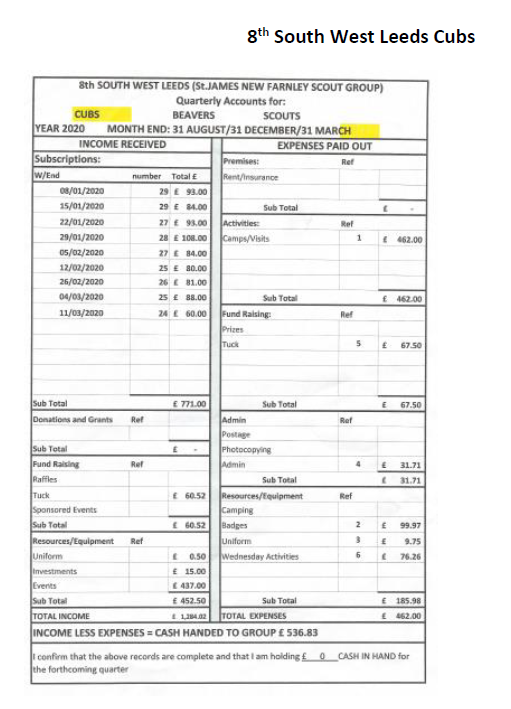 8th South West Leeds Cubs
8th SOUTH WEST LEEDS (St.JAMES NEW FARNLEY SCOUT GROUP)
Quarterly Accounts for:
CUBS BEAVERS SCOUTS
YEAR 2020 MONTH END: 31 AUGUST/31 DECEMBER/31 MARCH
INCOME RECEIVED EXPENSES PAID OUT
Subscriptions: Premises: Ref
W/End number Total £ Rent/Insurance
08/01/2020 29 £ 93.00
15/01/2020 29 £ 84.00 Sub Total £ -
22/01/2020 27 £ 93.00 Activities: Ref
29/01/2020 28 £ 108.00 Camps/Visits 1 £ 462.00
05/02/2020 27 £ 84.00
12/02/2020 25 £ 80.00
26/02/2020 26 £ 81.00
04/03/2020 25 £ 88.00 Sub Total £ 462.00
11/03/2020 24 £ 60.00 Fund Raising: Ref
Prizes
Tuck 5 £ 67.50
Sub Total £ 771.00 Sub Total £ 67.50
Donations and Grants Ref Admin Ref
Postage
Sub Total £ - Photocopying
Fund Raising Ref Admin 4 £ 31.71
Raffles Sub Total £ 31.71
Tuck £ 60.52 Resources/Equipment Ref
Sponsored Events Camping
Sub Total £ 60.52 Badges 2 £ 99.97
Resources/Equipment Ref Uniform 3 £ 9.75
Uniform £ 0.50 Wednesday Activities 6 £ 76.26
Investments £ 15.00
Events £ 437.00
Sub Total £ 452.50 Sub Total £ 185.98
TOTAL INCOME £ 1,284.02 TOTAL EXPENSES £ 462.00
INCOME LESS EXPENSES = CASH HANDED TO GROUP £ 536.83
I confirm that the above records are complete and that I am holding £ 0 CASH IN HAND for
the forthcoming quarter